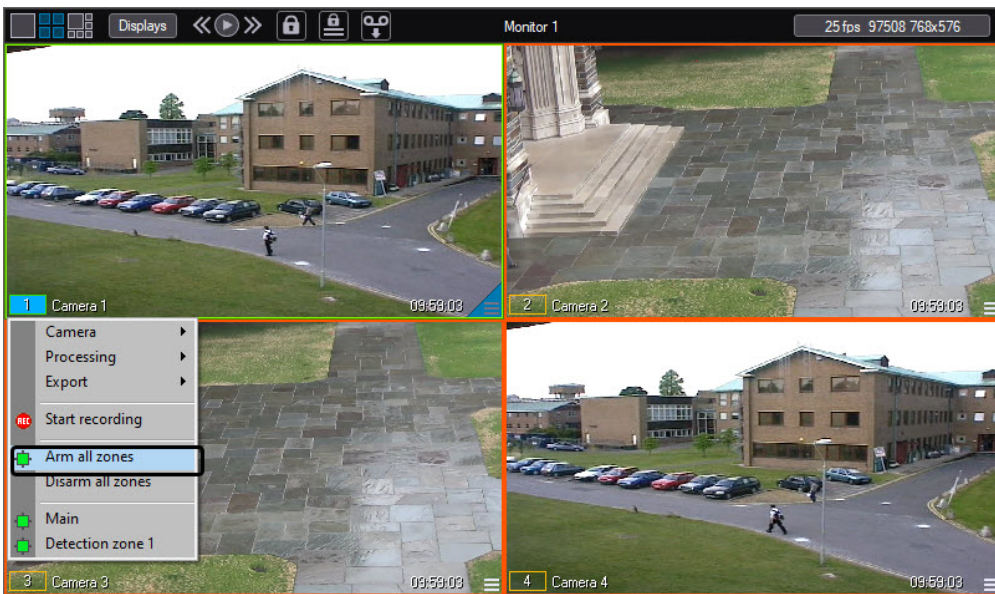 Displays
Monitor 1
25 fps 97508 768x576
1 Camera 1
09:59:03
2 Camera 2
09:59:03
Camera
Processing
Export
REC
Start recording
Arm all zones
Disarm all zones
Main
Detection zone 1
3 Camera 3
09:59:03
4 Camera 4
09:59:03